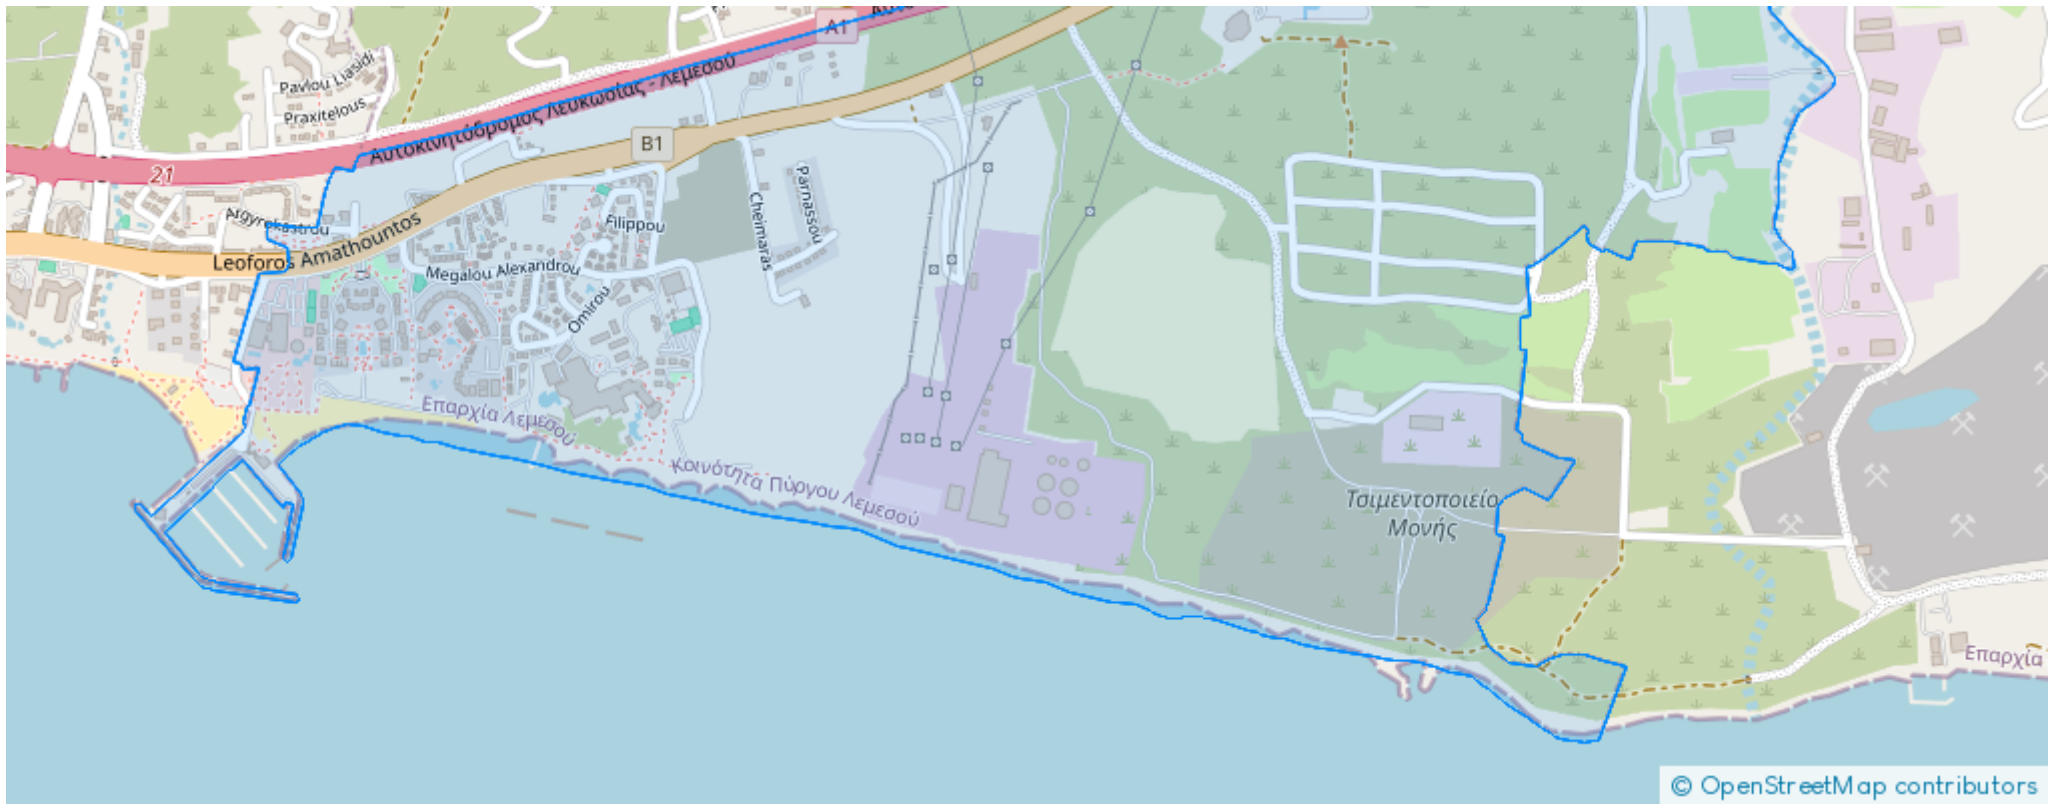 A1
Αυτοκινητόδρομος Λευκωσίας - Λεμεσού
Pavlou Liasidi
Praxitelous
B1
21
Argyrokastrou
Leoforos Amathountos
Filippou
Parnassou
Cheimaras
Megalou Alexandrou
Omirou
Επαρχία Λεμεσού
Κοινότητα Πύργου Λεμεσού
Τσιμεντοποιείο
Μονής
Επαρχία
© OpenStreetMap contributors